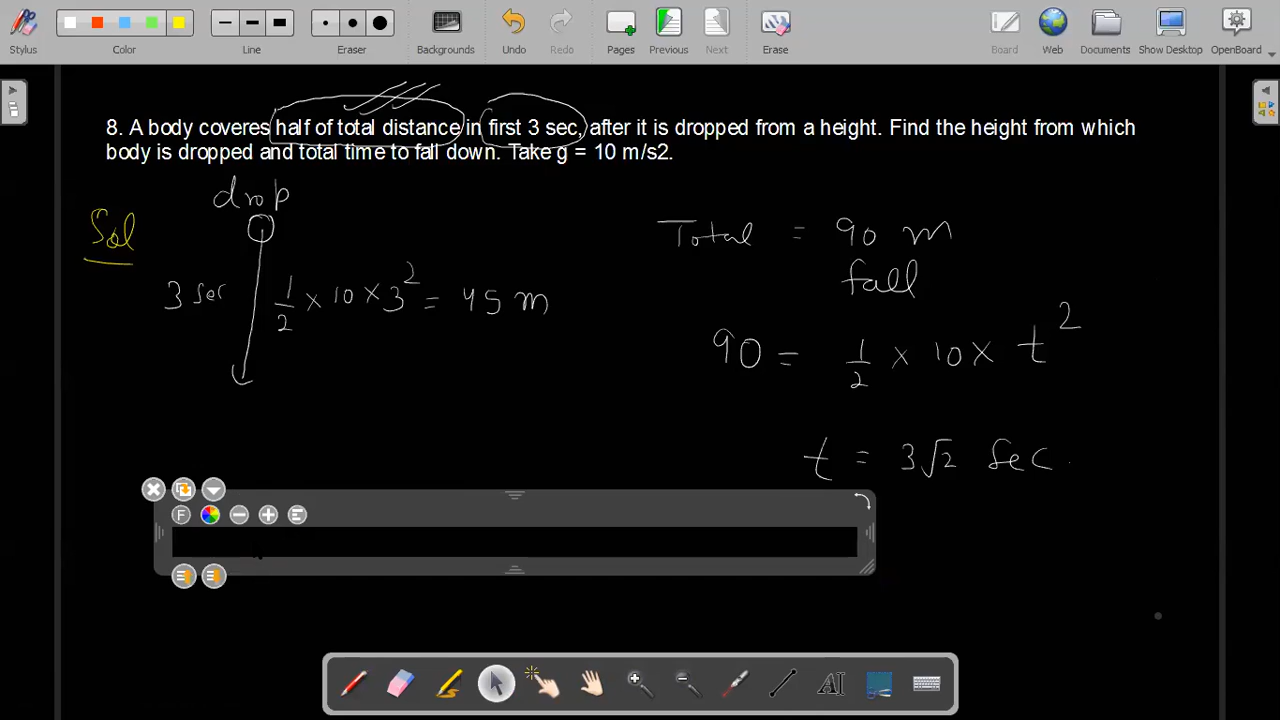 Stylus Color Line Eraser Backgrounds Undo Redo Pages Previous Next Erase Board Web Documents Show Desktop OpenBoard
8. A body coveres half of total distance in first 3 sec, after it is dropped from a height. Find the height from which
body is dropped and total time to fall down. Take g = 10 m/s2.
drop
Sol
Total = 90 m
fall
3 sec 1/2 × 10 × 3² = 45 m
90 = 1/2 × 10 × t²
t = 3√2 sec.
F
AI